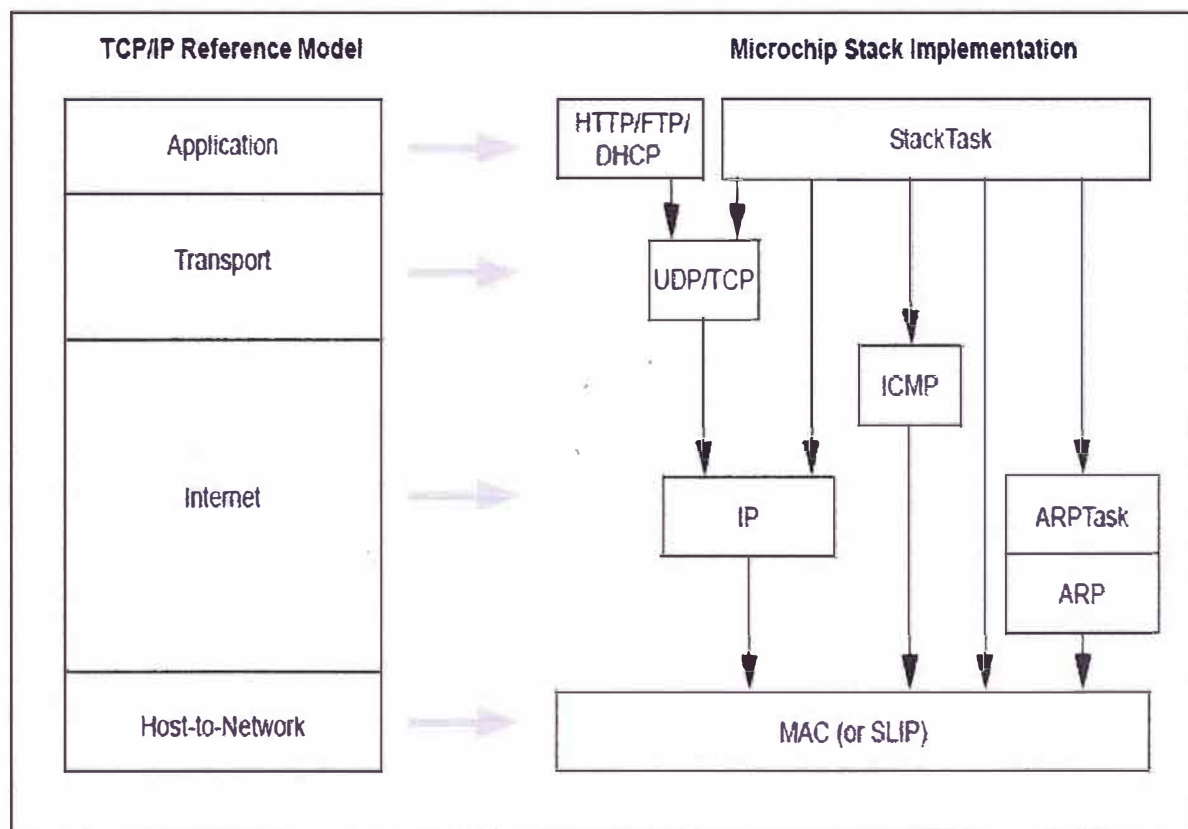 TCP/IP Reference Model
Microchip Stack Implementation
Application
HTTP/FTP/
DHCP
StackTask
Transport
UDP/TCP
ICMP
Internet
IP
ARPTask
ARP
Host-to-Network
MAC (or SLIP)